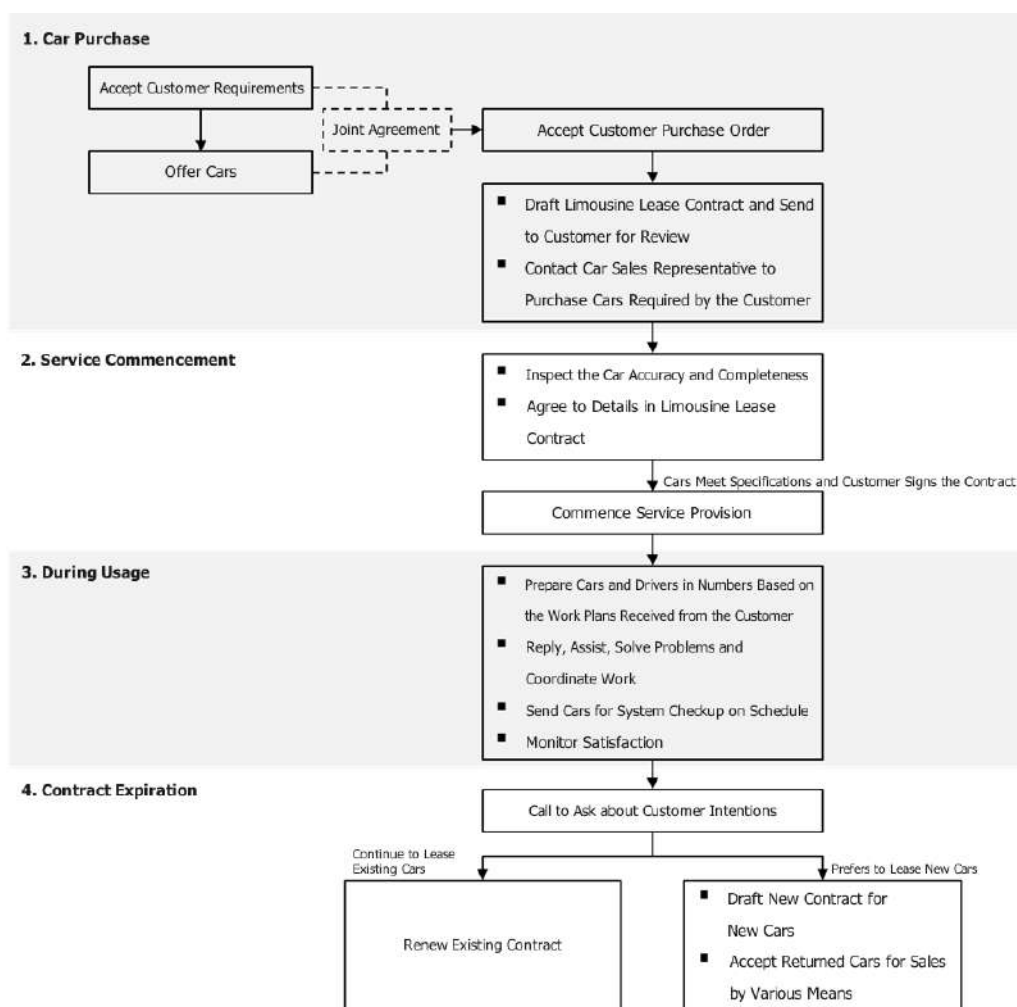 1. Car Purchase
Accept Customer Requirements
Joint Agreement
Accept Customer Purchase Order
Offer Cars
■ Draft Limousine Lease Contract and Send
to Customer for Review
■ Contact Car Sales Representative to
Purchase Cars Required by the Customer
2. Service Commencement
■ Inspect the Car Accuracy and Completeness
■ Agree to Details in Limousine Lease
Contract
Cars Meet Specifications and Customer Signs the Contract
Commence Service Provision
3. During Usage
■ Prepare Cars and Drivers in Numbers Based on
the Work Plans Received from the Customer
■ Reply, Assist, Solve Problems and
Coordinate Work
■ Send Cars for System Checkup on Schedule
■ Monitor Satisfaction
4. Contract Expiration
Call to Ask about Customer Intentions
Continue to Lease
Existing Cars
Prefers to Lease New Cars
Renew Existing Contract
■ Draft New Contract for
New Cars
■ Accept Returned Cars for Sales
by Various Means